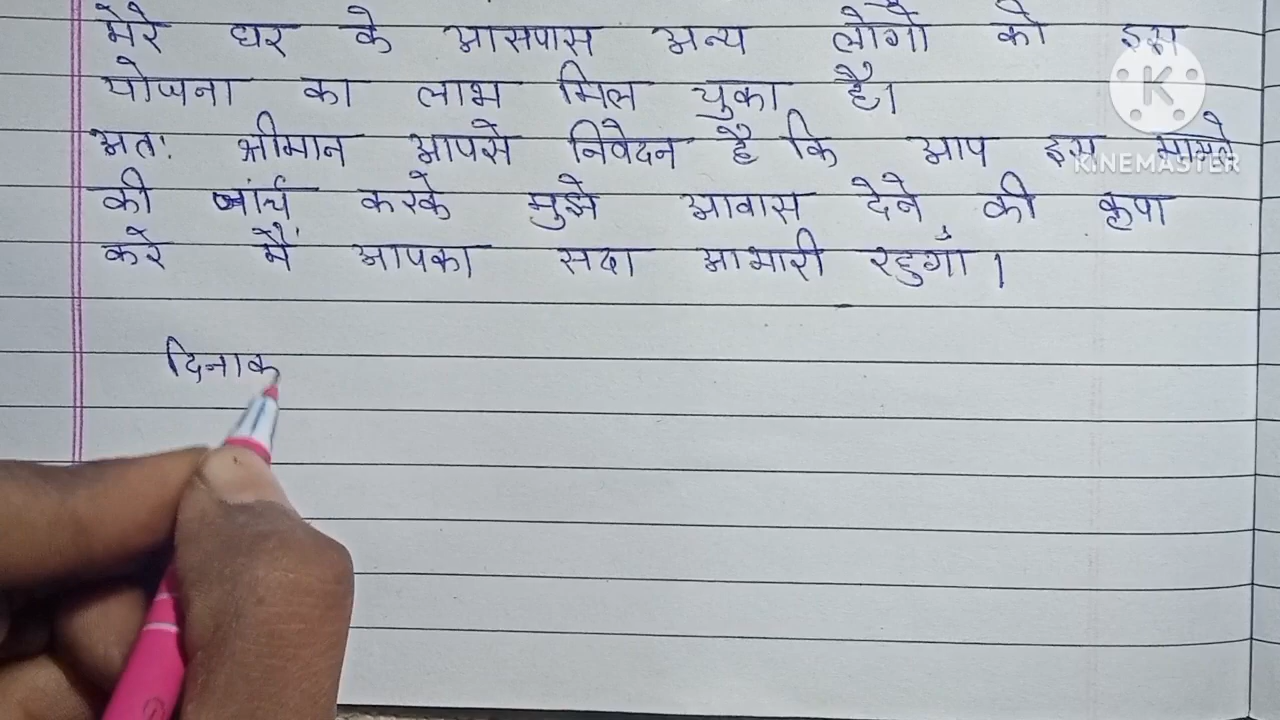 मेरे घर के आसपास अन्य लोगों को इस
योजना का लाभ मिल चुका है।
अतः श्रीमान आपसे निवेदन है कि आप इस मामले
की जांच करके मुझे आवास देने की कृपा
करे मैं आपका सदा आभारी रहुगाँ।
दिनाक
K
KINEMASTER